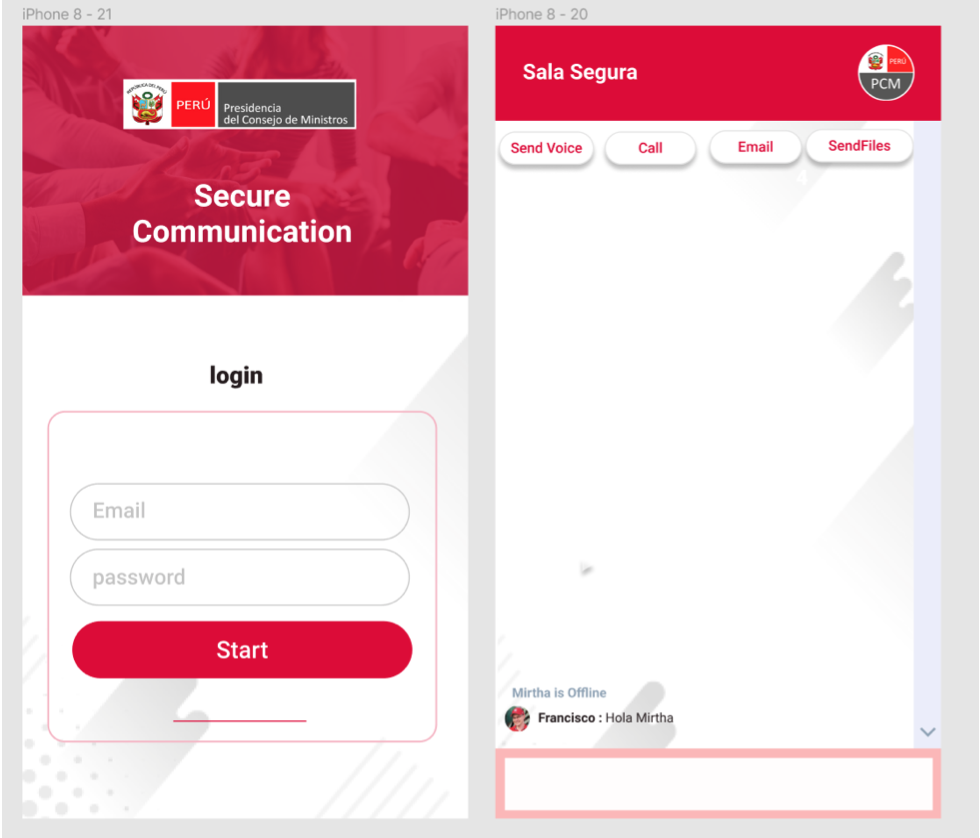 iPhone 8 - 21
REPÚBLICA DEL PERÚ
PERÚ
Presidencia
del Consejo de Ministros
Secure
Communication
login
Email
password
Start
iPhone 8 - 20
Sala Segura
PERÚ
PCM
Send Voice
Call
Email
SendFiles
Mirtha is Offline
Francisco : Hola Mirtha